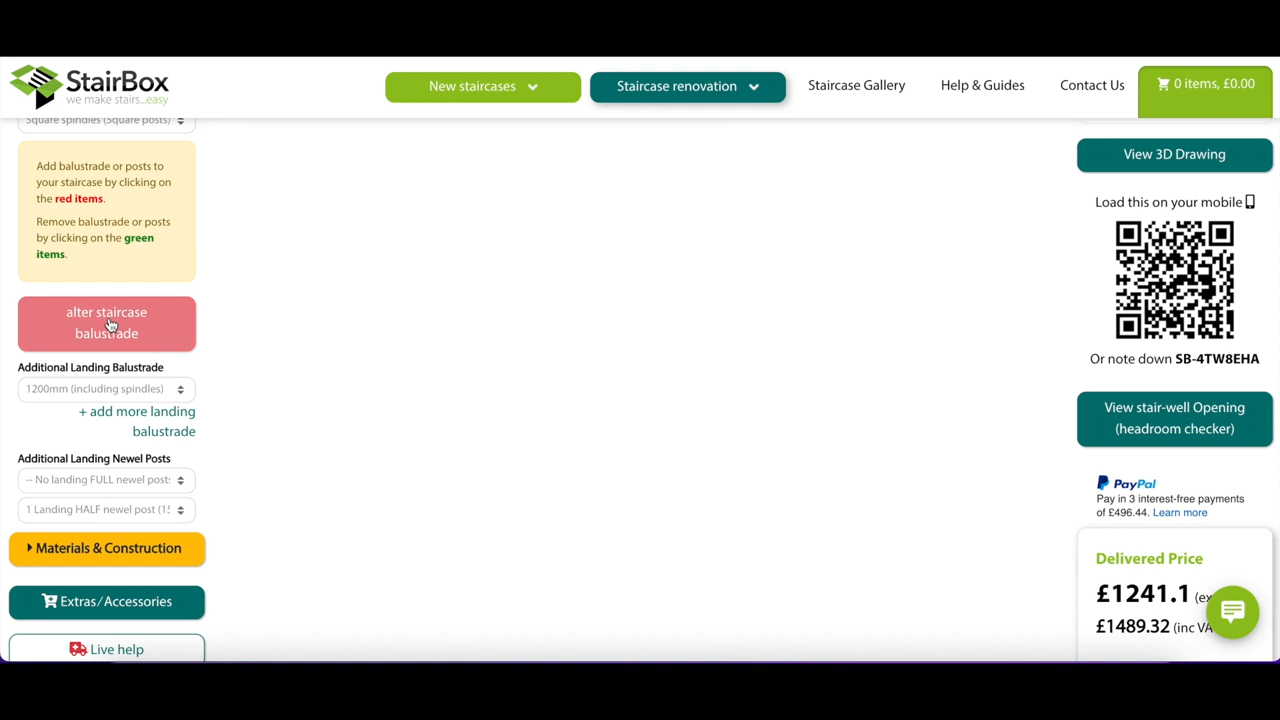 StairBox
we make stairs...easy
New staircases
Staircase renovation
Staircase Gallery
Help & Guides
Contact Us
0 items, £0.00
Square spindles (Square posts)
Add balustrade or posts to
your staircase by clicking on
the red items.
Remove balustrade or posts
by clicking on the green
items.
alter staircase
balustrade
Additional Landing Balustrade
1200mm (including spindles)
+ add more landing
balustrade
Additional Landing Newel Posts
-- No landing FULL newel posts
1 Landing HALF newel post (15
Materials & Construction
Extras/Accessories
Live help
View 3D Drawing
Load this on your mobile
Or note down SB-4TW8EHA
View stair-well Opening
(headroom checker)
PayPal
Pay in 3 interest-free payments
of £496.44. Learn more
Delivered Price
£1241.1 (ex
£1489.32 (inc VA